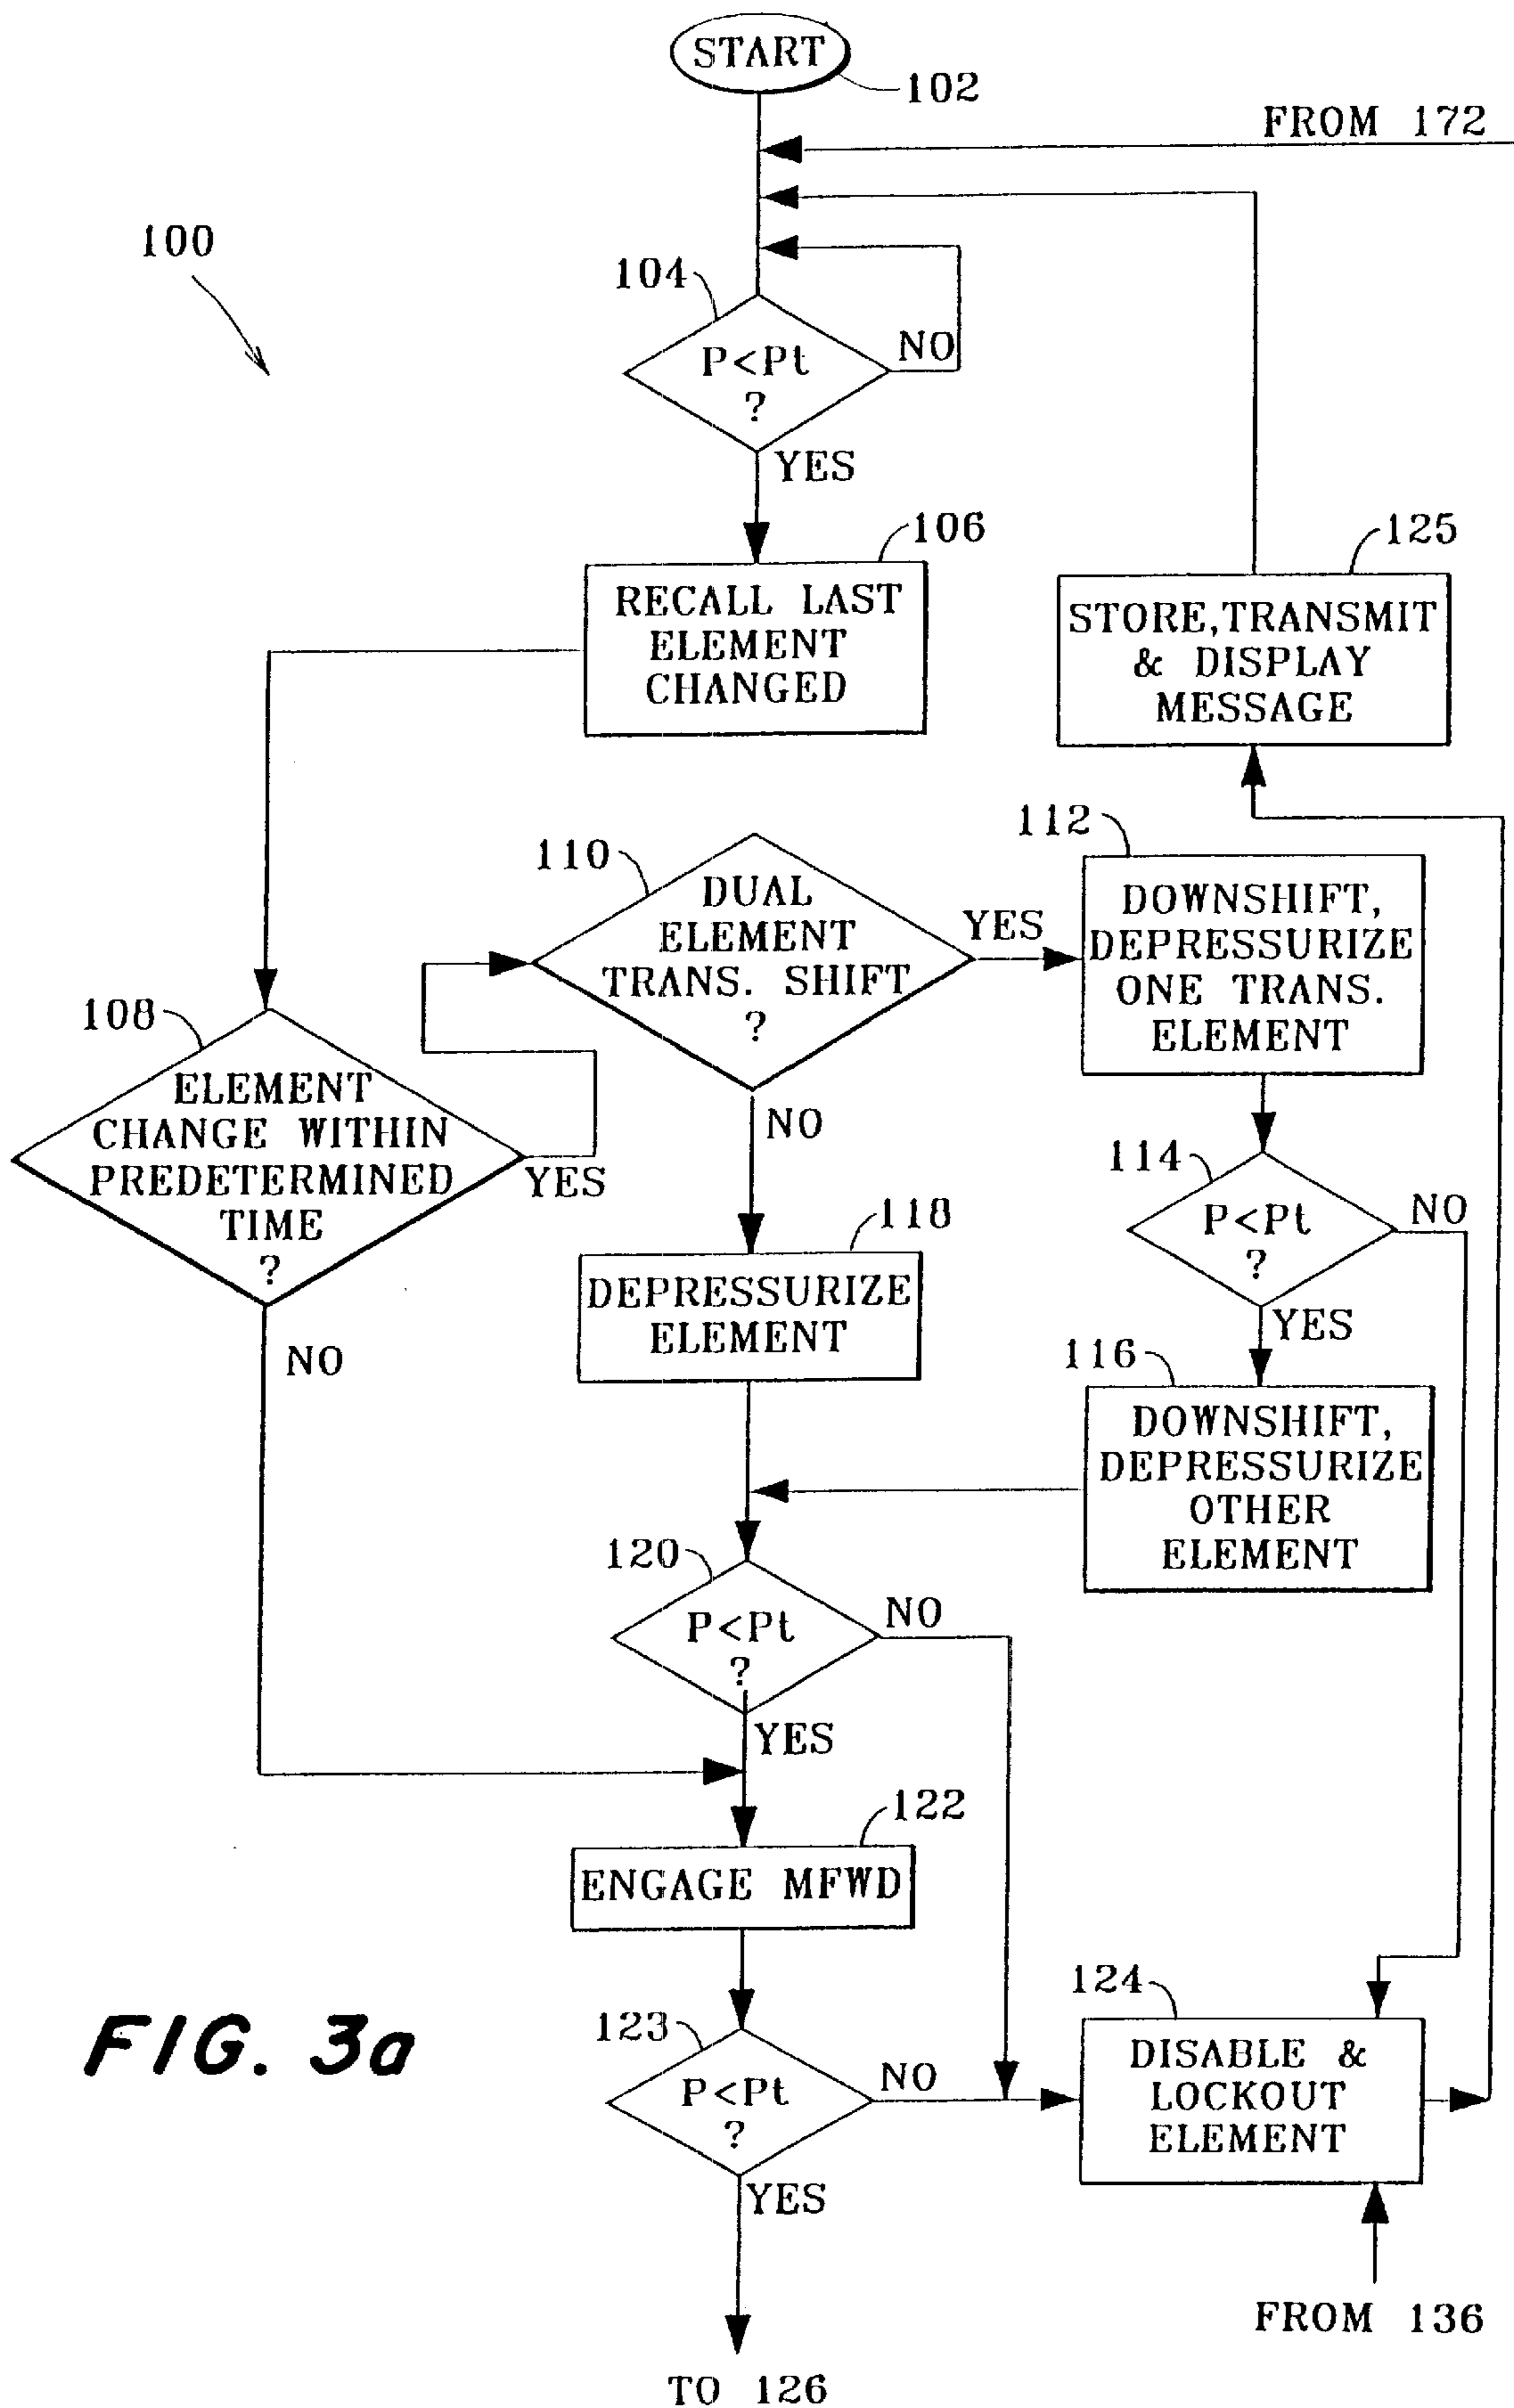 START
102
FROM 172
100
104
P<Pt
?
NO
YES
106
RECALL LAST
ELEMENT
CHANGED
125
STORE,TRANSMIT
& DISPLAY
MESSAGE
110
DUAL
ELEMENT
TRANS. SHIFT
?
YES
112
DOWNSHIFT,
DEPRESSURIZE
ONE TRANS.
ELEMENT
108
ELEMENT
CHANGE WITHIN
PREDETERMINED
TIME
?
YES
NO
NO
118
DEPRESSURIZE
ELEMENT
114
P<Pt
?
NO
YES
116
DOWNSHIFT,
DEPRESSURIZE
OTHER
ELEMENT
120
P<Pt
?
NO
YES
122
ENGAGE MFWD
123
P<Pt
?
NO
YES
124
DISABLE &
LOCKOUT
ELEMENT
FIG. 3a
FROM 136
TO 126